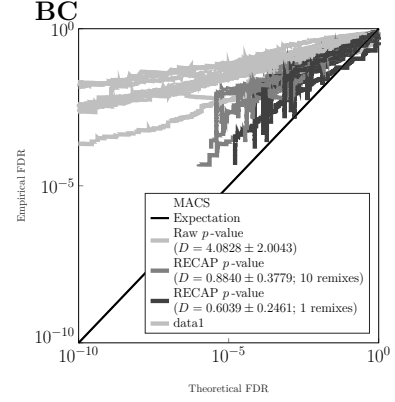 BC
10^0
10^{-5}
10^{-10}
Empirical FDR
MACS
Expectation
Raw p-value
(D = 4.0828 ± 2.0043)
RECAP p-value
(D = 0.8840 ± 0.3779; 10 remixes)
RECAP p-value
(D = 0.6039 ± 0.2461; 1 remixes)
data1
10^{-10} 10^{-5} 10^0
Theoretical FDR